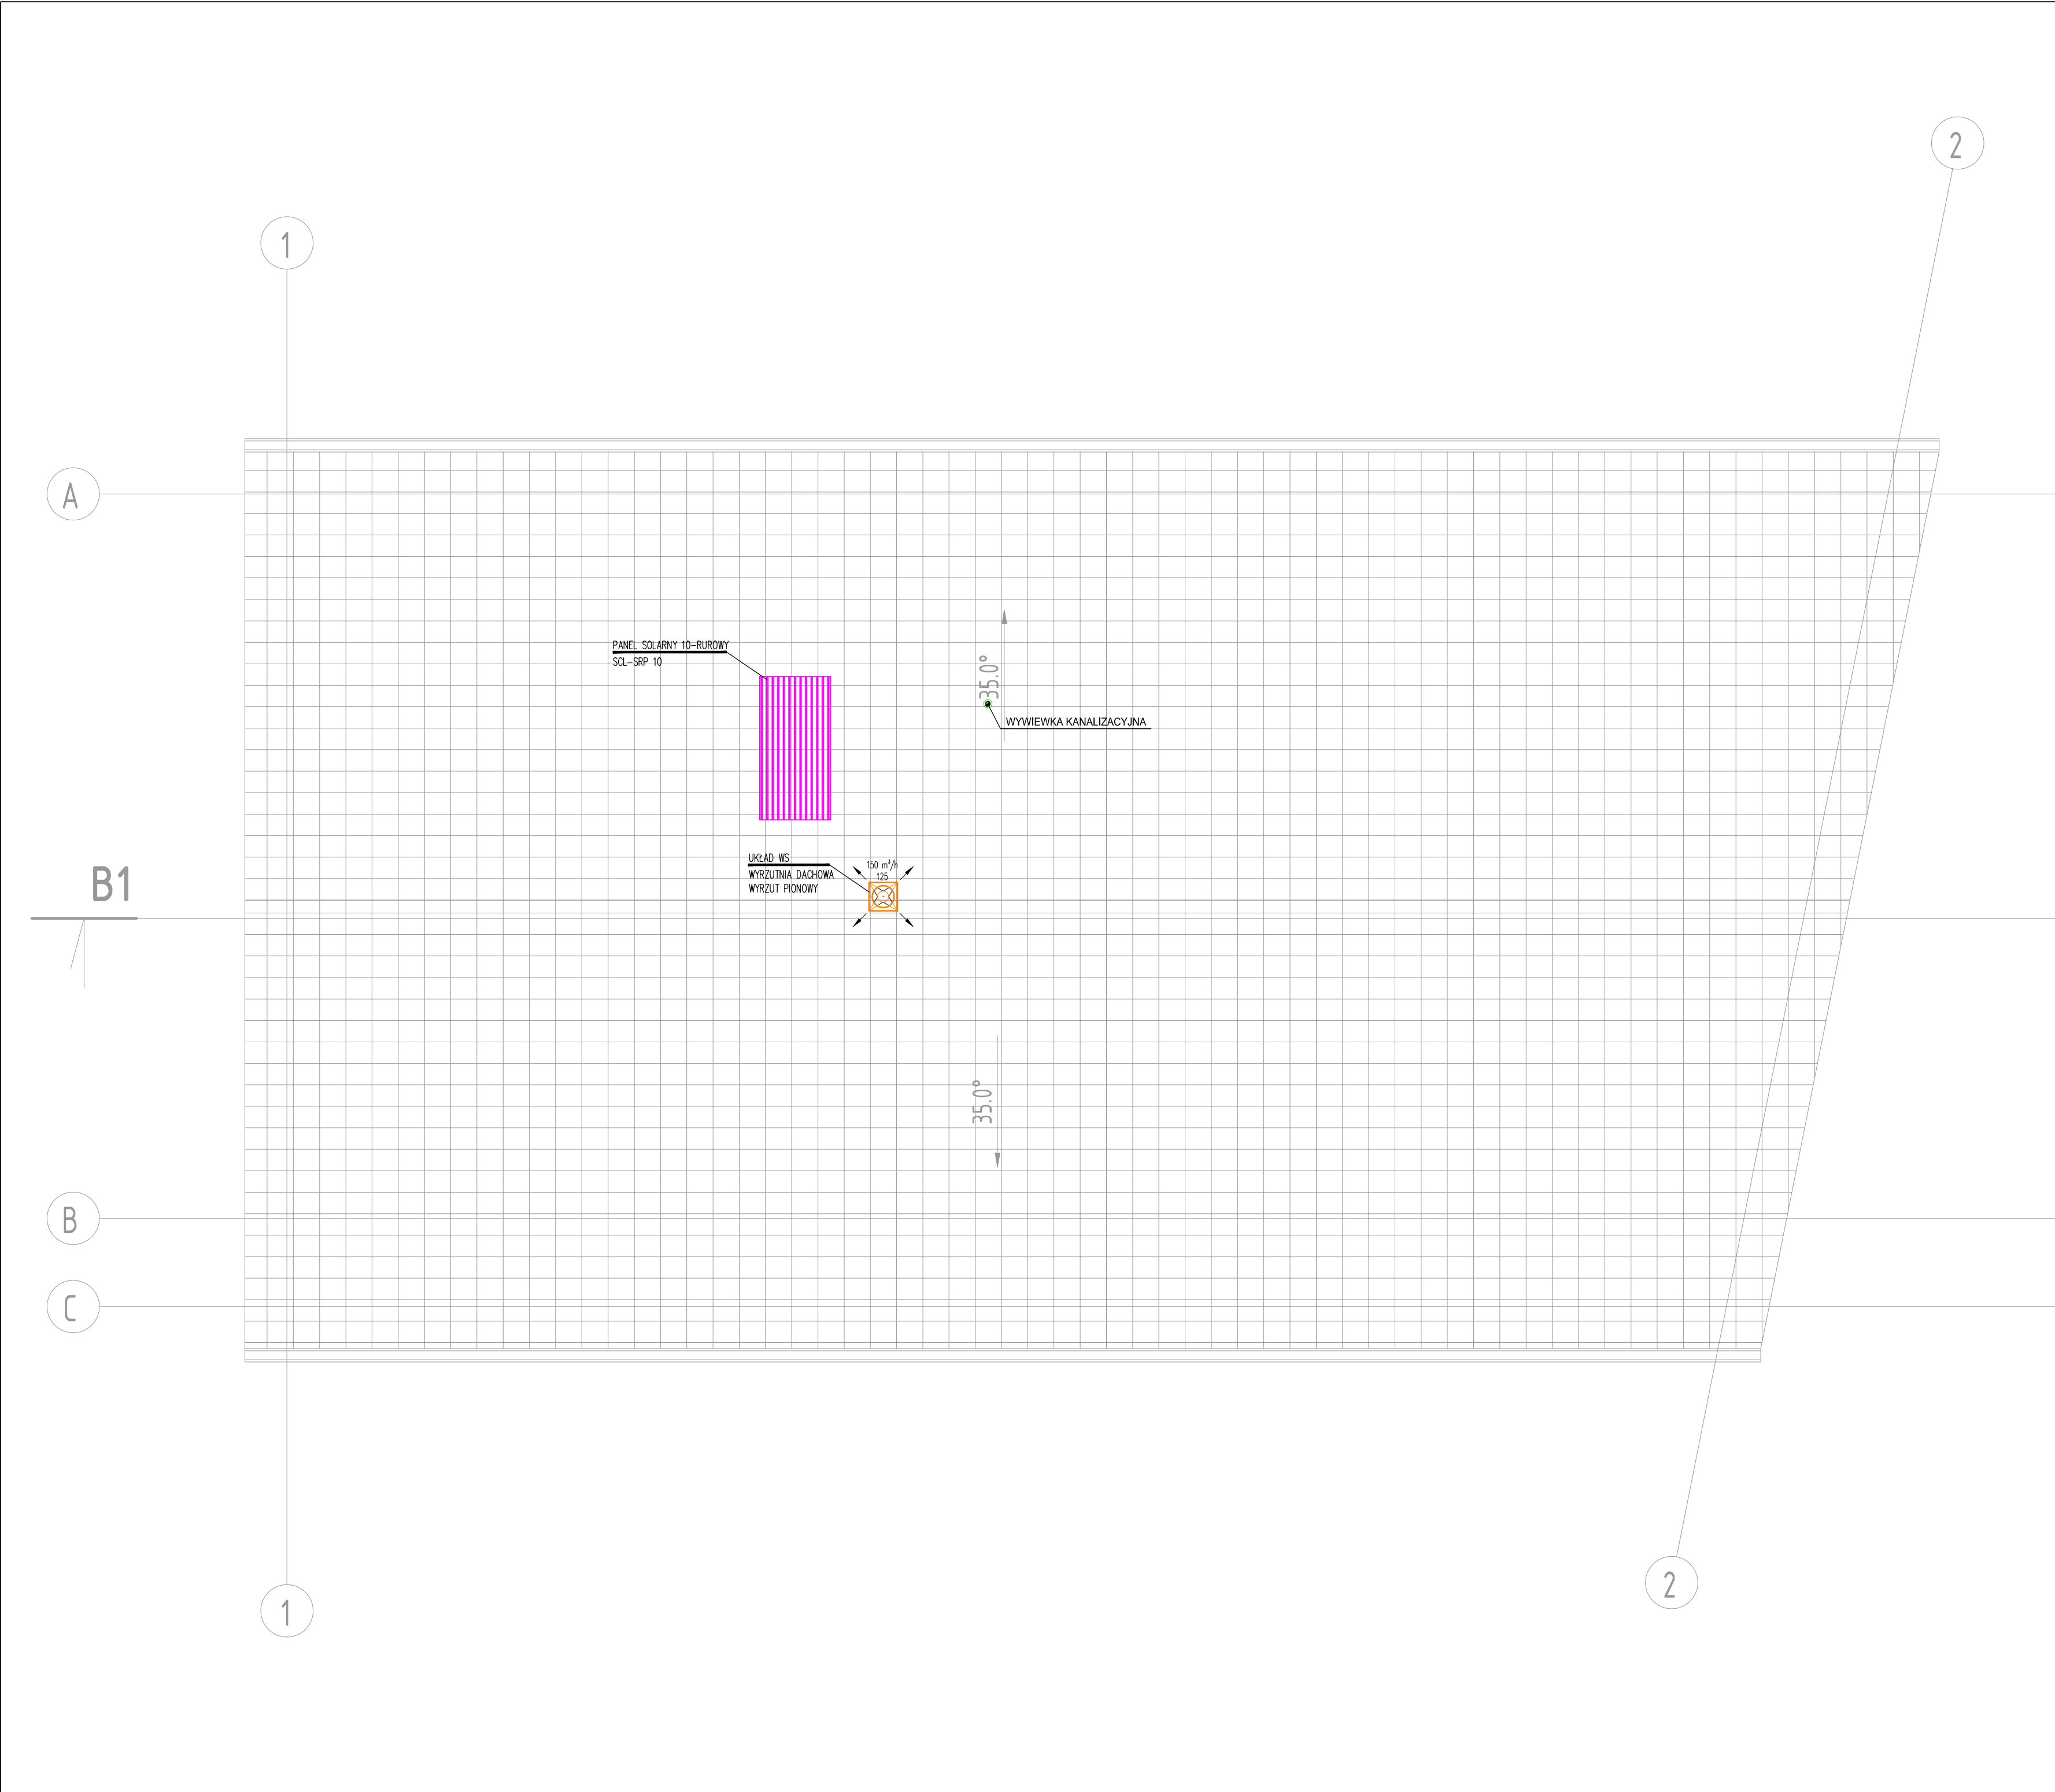 2
1
A
PANEL SOLARNY 10-RUROWY
SCL-SRP 10
35.0°
WYWIEWKA KANALIZACYJNA
UKŁAD WS
WYRZUTNIA DACHOWA
WYRZUT PIONOWY
150 m³/h
125
B1
35.0°
B
C
2
1